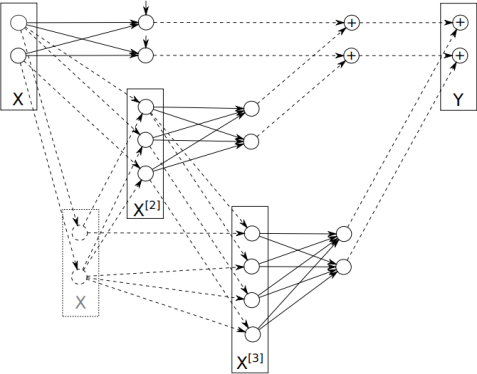 +
+
+
+
X
Y
X[2]
X
X[3]